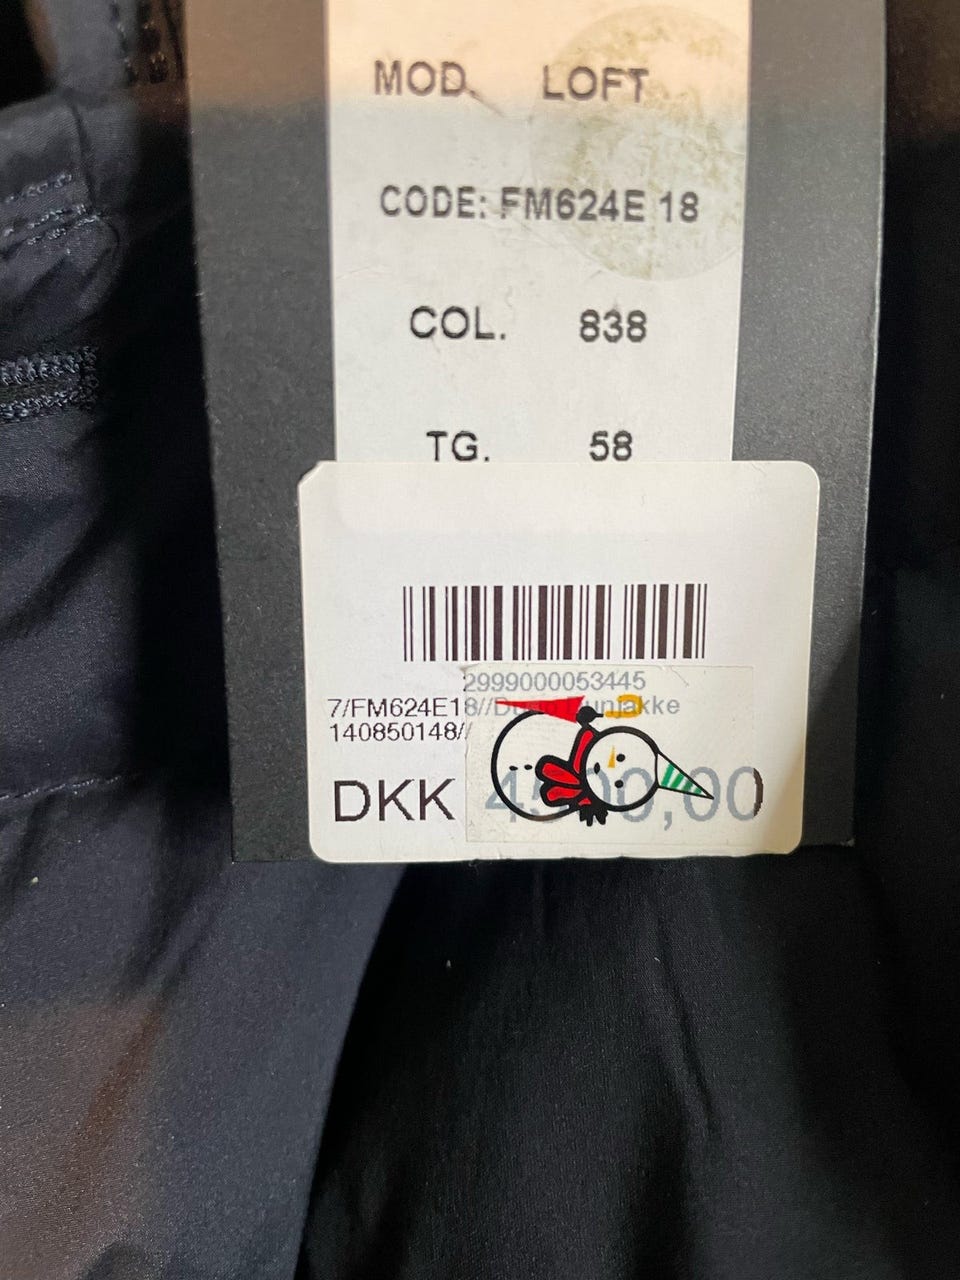 MOD. LOFT
CODE: FM624E 18
COL. 838
TG. 58
2999000053445
7/FM624E18//
140850148//
DKK